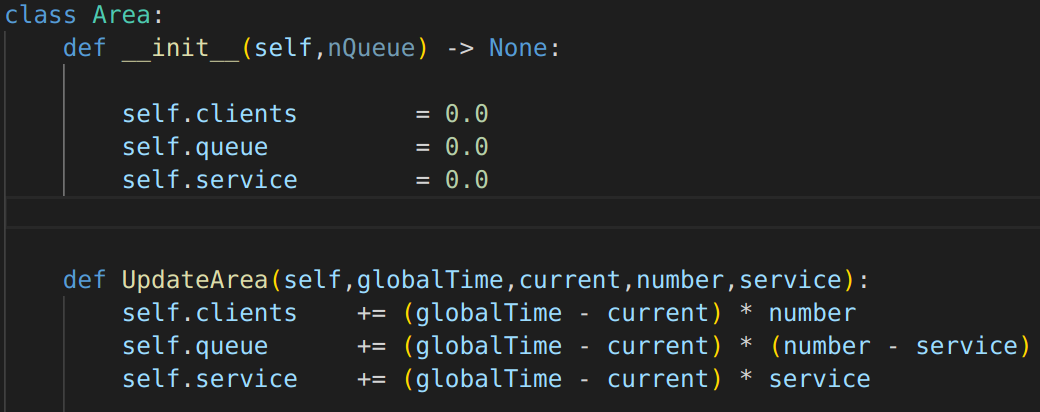 class Area:
    def __init__(self,nQueue) -> None:
        self.clients        = 0.0
        self.queue          = 0.0
        self.service        = 0.0
    def UpdateArea(self,globalTime,current,number,service):
        self.clients    += (globalTime - current) * number
        self.queue      += (globalTime - current) * (number - service)
        self.service    += (globalTime - current) * service